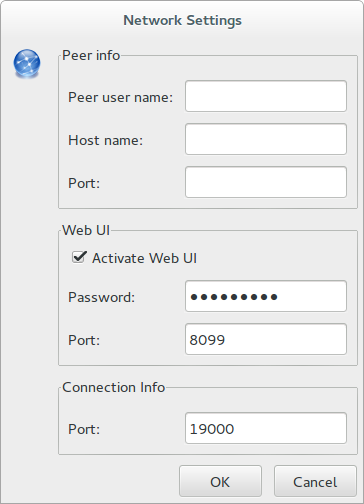 Network Settings
Peer info
Peer user name:
Host name:
Port:
Web UI
Activate Web UI
Password: ●●●●●●●●●
Port: 8099
Connection Info
Port: 19000
OK Cancel